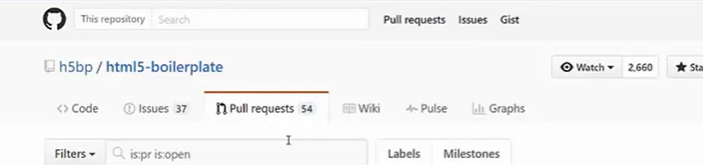 This repository Search Pull requests Issues Gist
h5bp / html5-boilerplate Watch 2,660
Code Issues 37 Pull requests 54 Wiki Pulse Graphs
Filters is:pr is:open Labels Milestones